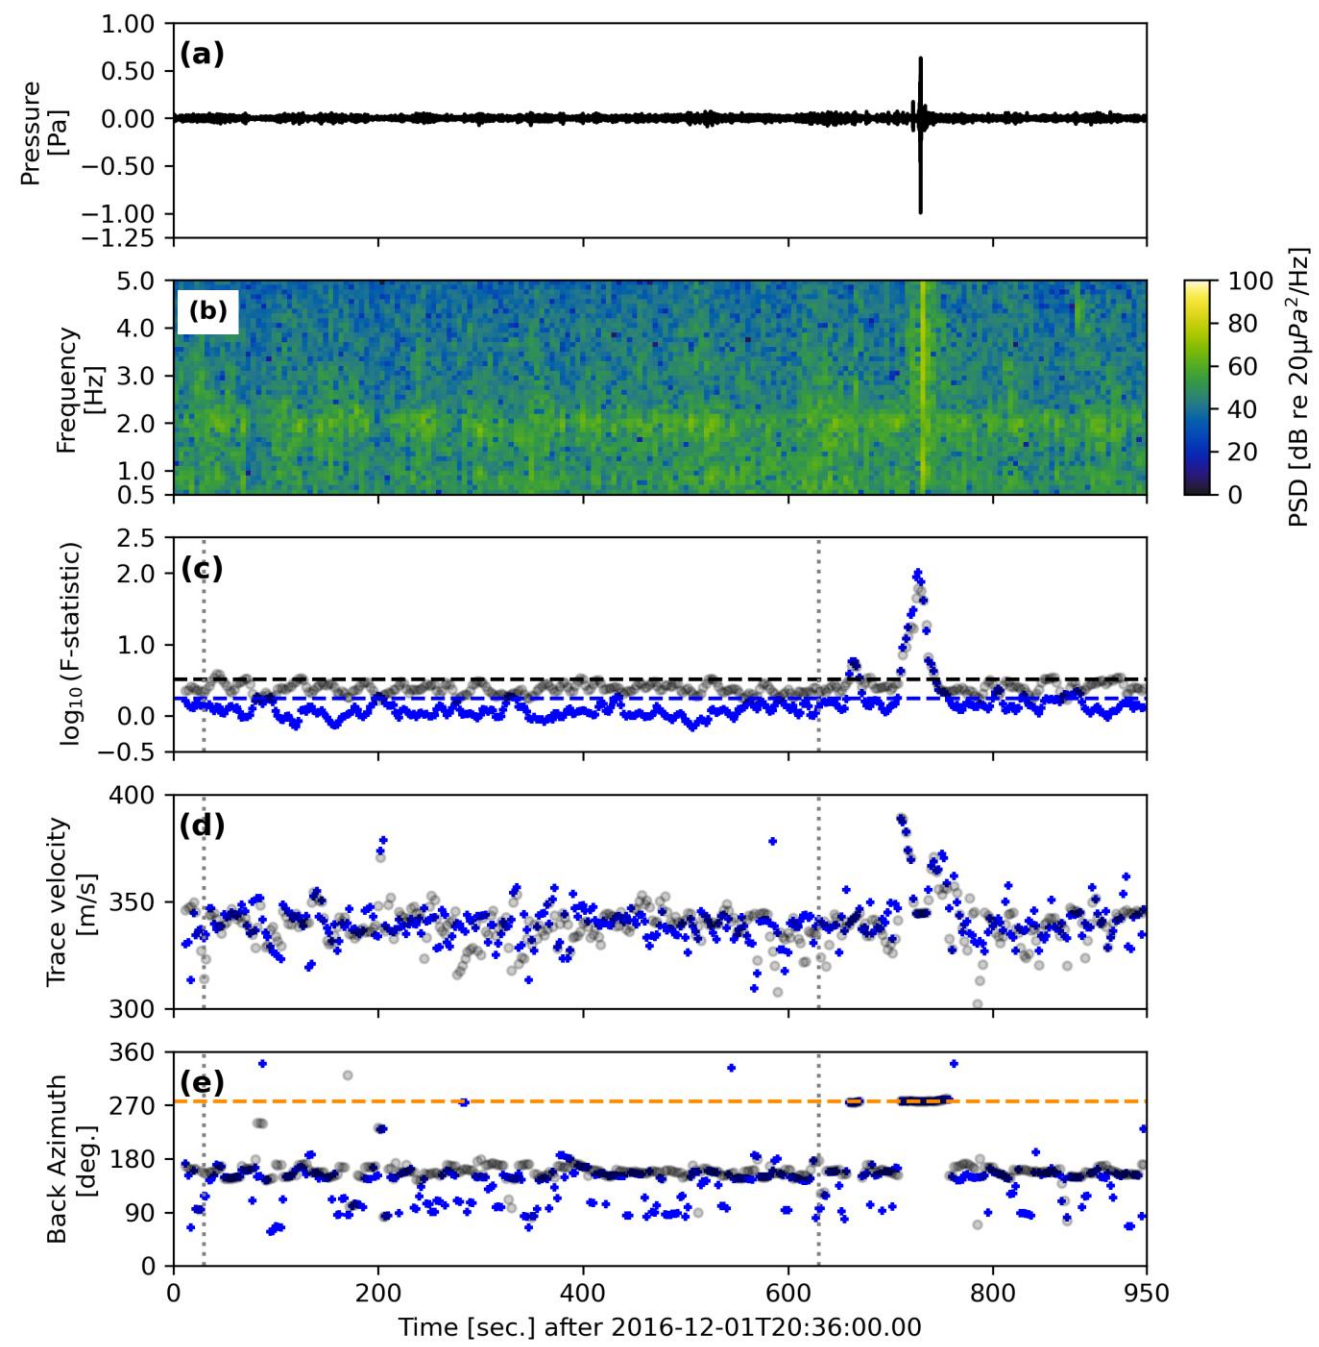 (a)
Pressure
[Pa]
1.00
0.50
0.00
−0.50
−1.00
−1.25
(b)
Frequency
[Hz]
5.0
4.0
3.0
2.0
1.0
0.5
100
80
60
40
20
0
PSD [dB re 20μPa²/Hz]
(c)
log₁₀ (F-statistic)
2.5
2.0
1.0
0.0
−0.5
(d)
Trace velocity
[m/s]
400
350
300
(e)
Back Azimuth
[deg.]
360
270
180
90
0
0 200 400 600 800 950
Time [sec.] after 2016-12-01T20:36:00.00